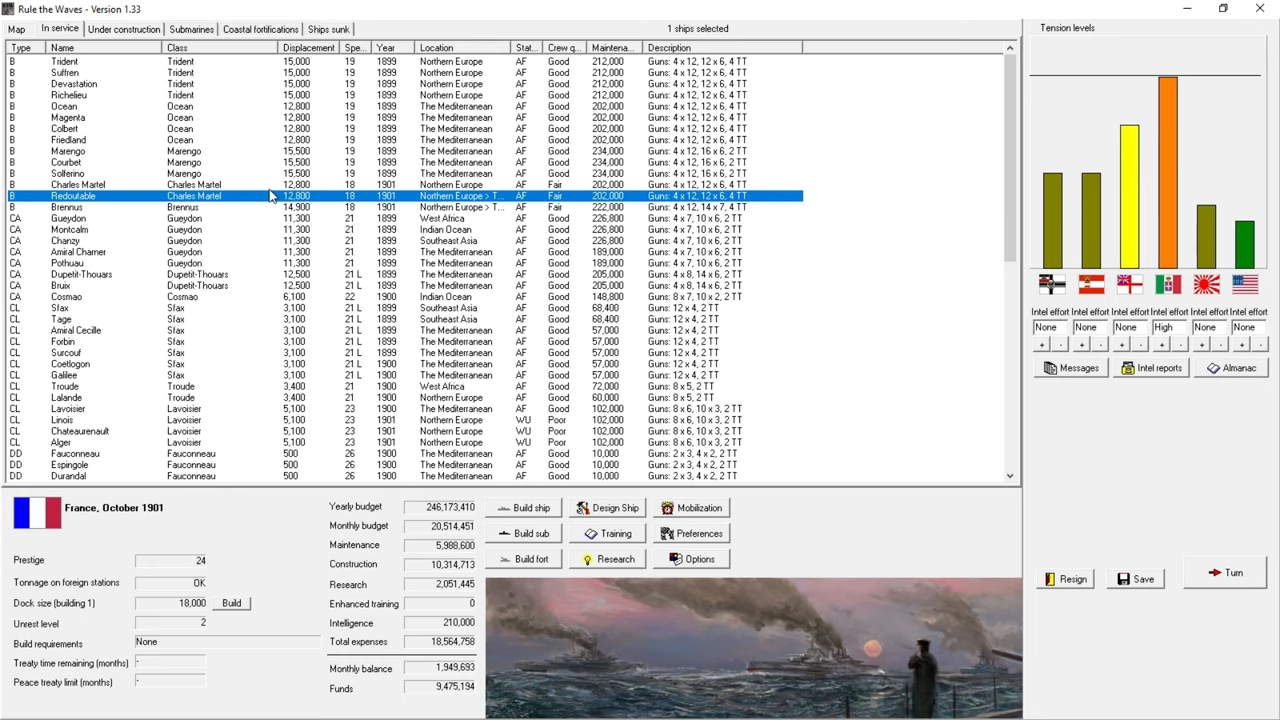 Rule the Waves - Version 1.33
Map In service Under construction Submarines Coastal fortifications Ships sunk 1 ships selected
Type Name Class Displacement Spe... Year Location Stat... Crew q... Maintena... Description
B Trident Trident 15,000 19 1899 Northern Europe AF Good 212,000 Guns: 4 x 12, 12 x 6, 4 TT
B Suffren Trident 15,000 19 1899 Northern Europe AF Good 212,000 Guns: 4 x 12, 12 x 6, 4 TT
B Devastation Trident 15,000 19 1899 Northern Europe AF Good 212,000 Guns: 4 x 12, 12 x 6, 4 TT
B Richelieu Trident 15,000 19 1899 Northern Europe AF Good 212,000 Guns: 4 x 12, 12 x 6, 4 TT
B Ocean Ocean 12,800 19 1899 The Mediterranean AF Good 202,000 Guns: 4 x 12, 12 x 6, 4 TT
B Magenta Ocean 12,800 19 1899 The Mediterranean AF Good 202,000 Guns: 4 x 12, 12 x 6, 4 TT
B Colbert Ocean 12,800 19 1899 The Mediterranean AF Good 202,000 Guns: 4 x 12, 12 x 6, 4 TT
B Friedland Ocean 12,800 19 1899 The Mediterranean AF Good 202,000 Guns: 4 x 12, 12 x 6, 4 TT
B Marengo Marengo 15,500 19 1899 The Mediterranean AF Good 234,000 Guns: 4 x 12, 16 x 6, 2 TT
B Courbet Marengo 15,500 19 1899 The Mediterranean AF Good 234,000 Guns: 4 x 12, 16 x 6, 2 TT
B Solferino Marengo 15,500 19 1899 The Mediterranean AF Good 234,000 Guns: 4 x 12, 16 x 6, 2 TT
B Charles Martel Charles Martel 12,800 18 1901 Northern Europe AF Fair 202,000 Guns: 4 x 12, 12 x 6, 4 TT
B Redoutable Charles Martel 12,800 18 1901 Northern Europe > T... AF Fair 202,000 Guns: 4 x 12, 12 x 6, 4 TT
B Brennus Brennus 14,900 18 1901 Northern Europe > T... AF Fair 222,000 Guns: 4 x 12, 14 x 7, 4 TT
CA Gueydon Gueydon 11,300 21 1899 West Africa AF Good 226,800 Guns: 4 x 7, 10 x 6, 2 TT
CA Montcalm Gueydon 11,300 21 1899 Indian Ocean AF Good 226,800 Guns: 4 x 7, 10 x 6, 2 TT
CA Chanzy Gueydon 11,300 21 1899 Southeast Asia AF Good 226,800 Guns: 4 x 7, 10 x 6, 2 TT
CA Amiral Charner Gueydon 11,300 21 1899 The Mediterranean AF Good 189,000 Guns: 4 x 7, 10 x 6, 2 TT
CA Pothuau Gueydon 11,300 21 1899 The Mediterranean AF Good 189,000 Guns: 4 x 7, 10 x 6, 2 TT
CA Dupetit-Thouars Dupetit-Thouars 12,500 21 L 1899 The Mediterranean AF Good 205,000 Guns: 4 x 8, 14 x 6, 2 TT
CA Bruix Dupetit-Thouars 12,500 21 L 1899 The Mediterranean AF Good 205,000 Guns: 4 x 8, 14 x 6, 2 TT
CA Cosmao Cosmao 6,100 22 1899 Indian Ocean AF Good 148,800 Guns: 8 x 7, 10 x 6, 2 TT
CL Sfax Sfax 3,100 21 L 1899 Southeast Asia AF Good 68,400 Guns: 12 x 4, 2 TT
CL Tage Sfax 3,100 21 L 1899 Southeast Asia AF Good 68,400 Guns: 12 x 4, 2 TT
CL Amiral Cecille Sfax 3,100 21 L 1899 The Mediterranean AF Good 57,000 Guns: 12 x 4, 2 TT
CL Forbin Sfax 3,100 21 L 1899 The Mediterranean AF Good 57,000 Guns: 12 x 4, 2 TT
CL Surcouf Sfax 3,100 21 L 1899 The Mediterranean AF Good 57,000 Guns: 12 x 4, 2 TT
CL Coetlogon Sfax 3,100 21 L 1900 The Mediterranean AF Good 57,000 Guns: 12 x 4, 2 TT
CL Galilee Sfax 3,100 21 L 1900 The Mediterranean AF Good 57,000 Guns: 12 x 4, 2 TT
CL Troude Troude 3,400 21 1900 West Africa AF Good 72,000 Guns: 8 x 5, 2 TT
CL Lalande Troude 3,400 21 1900 Northern Europe AF Good 60,000 Guns: 8 x 5, 2 TT
CL Lavoisier Lavoisier 5,100 23 1900 The Mediterranean AF Good 102,000 Guns: 8 x 6, 10 x 3, 2 TT
CL Linois Lavoisier 5,100 23 1901 Northern Europe WU Poor 102,000 Guns: 8 x 6, 10 x 3, 2 TT
CL Chateaurenault Lavoisier 5,100 23 1901 Northern Europe WU Poor 102,000 Guns: 8 x 6, 10 x 3, 2 TT
CL Alger Lavoisier 5,100 23 1901 Northern Europe WU Poor 102,000 Guns: 8 x 6, 10 x 3, 2 TT
DD Fauconneau Fauconneau 500 26 1900 The Mediterranean AF Good 10,000 Guns: 2 x 3, 4 x 2, 2 TT
DD Espingole Fauconneau 500 26 1900 The Mediterranean AF Good 10,000 Guns: 2 x 3, 4 x 2, 2 TT
DD Durandal Fauconneau 500 26 1900 The Mediterranean AF Good 10,000 Guns: 2 x 3, 4 x 2, 2 TT
Tension levels
Intel effort Intel effort Intel effort Intel effort Intel effort Intel effort
None None None High None None
+ - + - + - + - + - + -
Messages Intel reports Almanac
France, October 1901
Prestige 24
Tonnage on foreign stations OK
Dock size (building 1) 18,000 Build
Unrest level 2
Build requirements None
Treaty time remaining (months) -
Peace treaty limit (months) -
Yearly budget 246,173,410
Monthly budget 20,514,451
Maintenance 5,988,600
Construction 10,314,713
Research 2,051,445
Enhanced training 0
Intelligence 210,000
Total expenses 18,564,758
Monthly balance 1,949,693
Funds 9,475,194
Build ship Design Ship Mobilization
Build sub Training Preferences
Build fort Research Options
Resign Save Turn